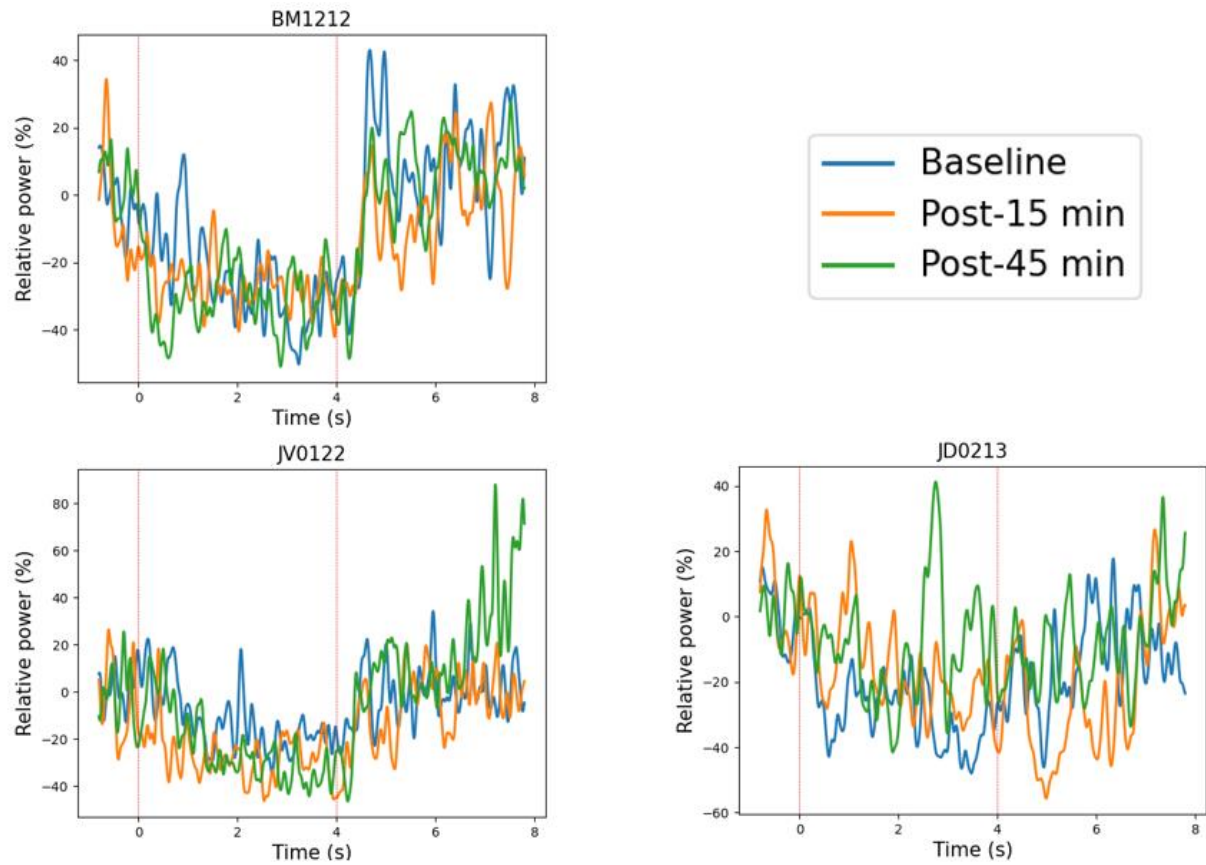 BM1212
Relative power (%)
40
20
0
−20
−40
0 2 4 6 8
Time (s)
Baseline
Post-15 min
Post-45 min
JV0122
Relative power (%)
80
60
40
20
0
−20
−40
0 2 4 6 8
Time (s)
JD0213
Relative power (%)
40
20
0
−20
−40
−60
0 2 4 6 8
Time (s)